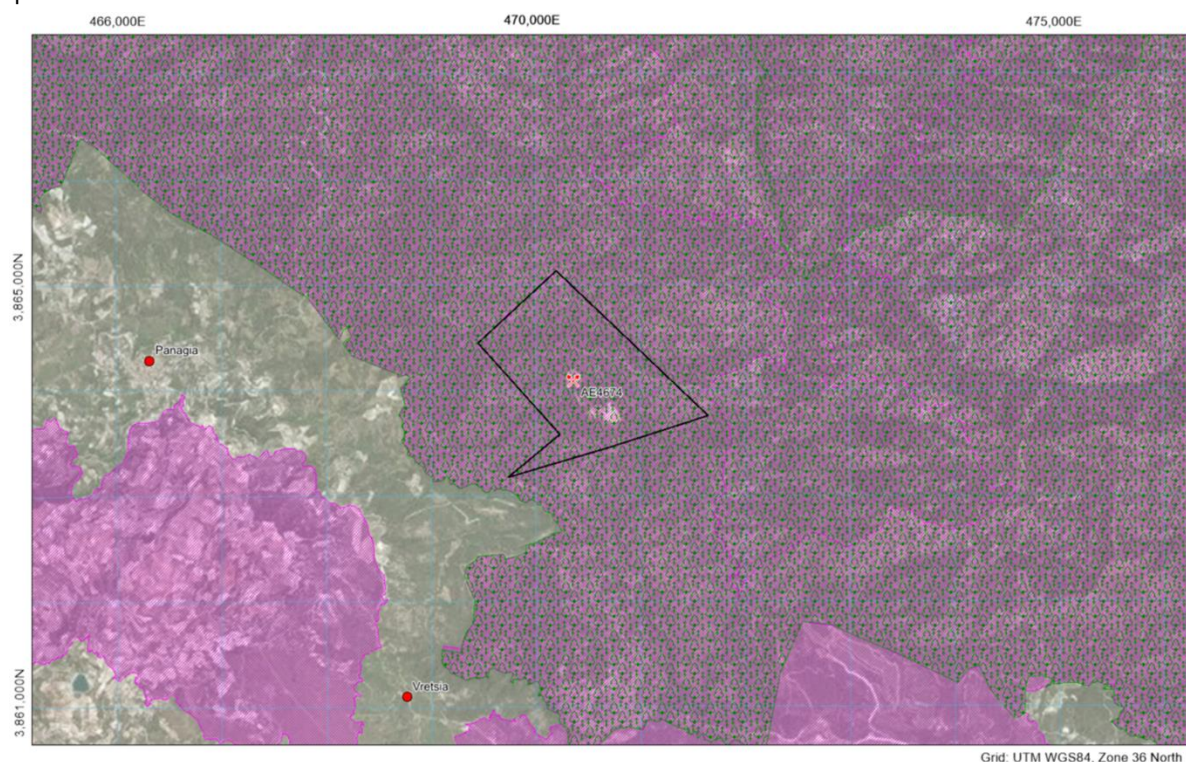 466,000E
470,000E
475,000E
3,865,000N
Panagia
AE4674
Vretsia
3,861,000N
Grid: UTM WGS84, Zone 36 North